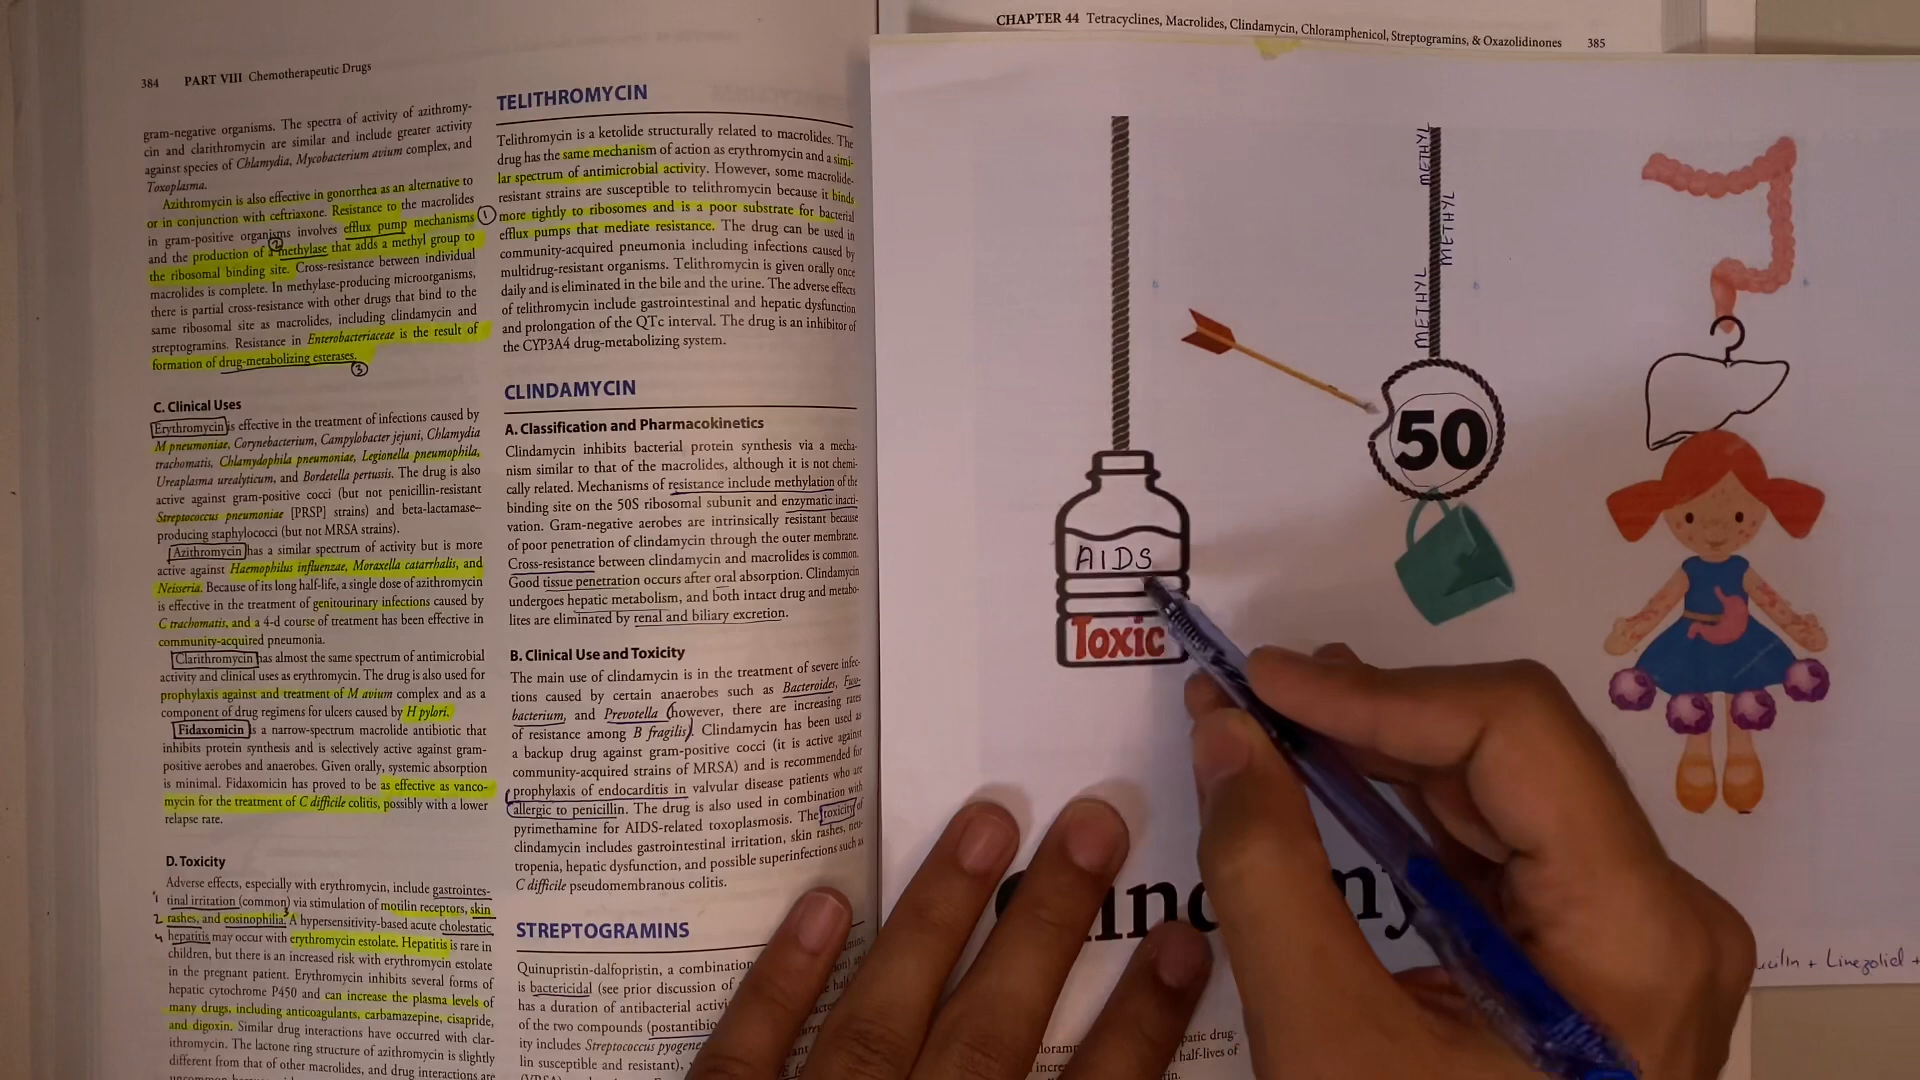 384 PART VIII Chemotherapeutic Drugs
gram-negative organisms. The spectra of activity of azithromy-
cin and clarithromycin are similar and include greater activity
against species of Chlamydia, Mycobacterium avium complex, and
Toxoplasma.
Azithromycin is also effective in gonorrhea as an alternative to
or in conjunction with ceftriaxone. Resistance to the macrolides
in gram-positive organisms involves efflux pump mechanisms 1
and the production of a 2 methylase that adds a methyl group to
the ribosomal binding site. Cross-resistance between individual
macrolides is complete. In methylase-producing microorganisms,
there is partial cross-resistance with other drugs that bind to the
same ribosomal site as macrolides, including clindamycin and
streptogramins. Resistance in Enterobacteriaceae is the result of
formation of drug-metabolizing esterases. 3
C. Clinical Uses
Erythromycin is effective in the treatment of infections caused by
M pneumoniae, Corynebacterium, Campylobacter jejuni, Chlamydia
trachomatis, Chlamydophila pneumoniae, Legionella pneumophila,
Ureaplasma urealyticum, and Bordetella pertussis. The drug is also
active against gram-positive cocci (but not penicillin-resistant
Streptococcus pneumoniae [PRSP] strains) and beta-lactamase–
producing staphylococci (but not MRSA strains).
Azithromycin has a similar spectrum of activity but is more
active against Haemophilus influenzae, Moraxella catarrhalis, and
Neisseria. Because of its long half-life, a single dose of azithromycin
is effective in the treatment of genitourinary infections caused by
C trachomatis, and a 4-d course of treatment has been effective in
community-acquired pneumonia.
Clarithromycin has almost the same spectrum of antimicrobial
activity and clinical uses as erythromycin. The drug is also used for
prophylaxis against and treatment of M avium complex and as a
component of drug regimens for ulcers caused by H pylori.
Fidaxomicin is a narrow-spectrum macrolide antibiotic that
inhibits protein synthesis and is selectively active against gram-
positive aerobes and anaerobes. Given orally, systemic absorption
is minimal. Fidaxomicin has proved to be as effective as vanco-
mycin for the treatment of C difficile colitis, possibly with a lower
relapse rate.
D. Toxicity
Adverse effects, especially with erythromycin, include gastrointes-
1 tinal irritation (common) via stimulation of motilin receptors, skin
2 rashes, and eosinophilia. 3 A hypersensitivity-based acute cholestatic
4 hepatitis may occur with erythromycin estolate. Hepatitis is rare in
children, but there is an increased risk with erythromycin estolate
in the pregnant patient. Erythromycin inhibits several forms of
hepatic cytochrome P450 and can increase the plasma levels of
many drugs, including anticoagulants, carbamazepine, cisapride,
and digoxin. Similar drug interactions have occurred with clar-
ithromycin. The lactone ring structure of azithromycin is slightly
different from that of other macrolides, and drug interactions are
TELITHROMYCIN
Telithromycin is a ketolide structurally related to macrolides. The
drug has the same mechanism of action as erythromycin and a simi-
lar spectrum of antimicrobial activity. However, some macrolide-
resistant strains are susceptible to telithromycin because it binds
more tightly to ribosomes and is a poor substrate for bacterial
efflux pumps that mediate resistance. The drug can be used in
community-acquired pneumonia including infections caused by
multidrug-resistant organisms. Telithromycin is given orally once
daily and is eliminated in the bile and the urine. The adverse effects
of telithromycin include gastrointestinal and hepatic dysfunction
and prolongation of the QTc interval. The drug is an inhibitor of
the CYP3A4 drug-metabolizing system.
CLINDAMYCIN
A. Classification and Pharmacokinetics
Clindamycin inhibits bacterial protein synthesis via a mecha-
nism similar to that of the macrolides, although it is not chemi-
cally related. Mechanisms of resistance include methylation of the
binding site on the 50S ribosomal subunit and enzymatic inacti-
vation. Gram-negative aerobes are intrinsically resistant because
of poor penetration of clindamycin through the outer membrane.
Cross-resistance between clindamycin and macrolides is common.
Good tissue penetration occurs after oral absorption. Clindamycin
undergoes hepatic metabolism, and both intact drug and metabo-
lites are eliminated by renal and biliary excretion.
B. Clinical Use and Toxicity
The main use of clindamycin is in the treatment of severe infec-
tions caused by certain anaerobes such as Bacteroides, Fuso-
bacterium, and Prevotella (however, there are increasing rates
of resistance among B fragilis). Clindamycin has been used as
a backup drug against gram-positive cocci (it is active against
community-acquired strains of MRSA) and is recommended for
prophylaxis of endocarditis in valvular disease patients who are
allergic to penicillin. The drug is also used in combination with
pyrimethamine for AIDS-related toxoplasmosis. The toxicity of
clindamycin includes gastrointestinal irritation, skin rashes, neu-
tropenia, hepatic dysfunction, and possible superinfections such as
C difficile pseudomembranous colitis.
STREPTOGRAMINS
Quinupristin-dalfopristin, a combination
is bactericidal (see prior discussion of
has a duration of antibacterial activi
of the two compounds (postantibio
ity includes Streptococcus pyogene
lin susceptible and resistant),
CHAPTER 44 Tetracyclines, Macrolides, Clindamycin, Chloramphenicol, Streptogramins, & Oxazolidinones 385
METHYL
METHYL
METHYL
50
AIDS
Toxic
+ Linezolid +
patic drug-
half-lives of